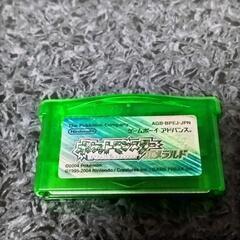 The Pokémon Company
AGB-BPEJ-JPN
Nintendo
ゲームボーイ アドバンス
ポケットモンスター
エメラルド
©2004 Pokémon
©1995-2004 Nintendo / Creatures inc. / GAME FREAK inc.